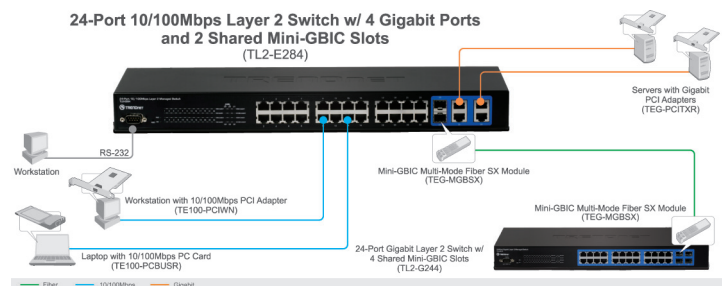 24-Port 10/100Mbps Layer 2 Switch w/ 4 Gigabit Ports
and 2 Shared Mini-GBIC Slots
(TL2-E284)
Servers with Gigabit
PCI Adapters
(TEG-PCITXR)
TRENDnet
RS-232
Workstation
Mini-GBIC Multi-Mode Fiber SX Module
(TEG-MGBSX)
Workstation with 10/100Mbps PCI Adapter
(TE100-PCIWN)
Mini-GBIC Multi-Mode Fiber SX Module
(TEG-MGBSX)
Laptop with 10/100Mbps PC Card
(TE100-PCBUSR)
24-Port Gigabit Layer 2 Switch w/
4 Shared Mini-GBIC Slots
(TL2-G244)
Fiber
10/100Mbps
Gigabit